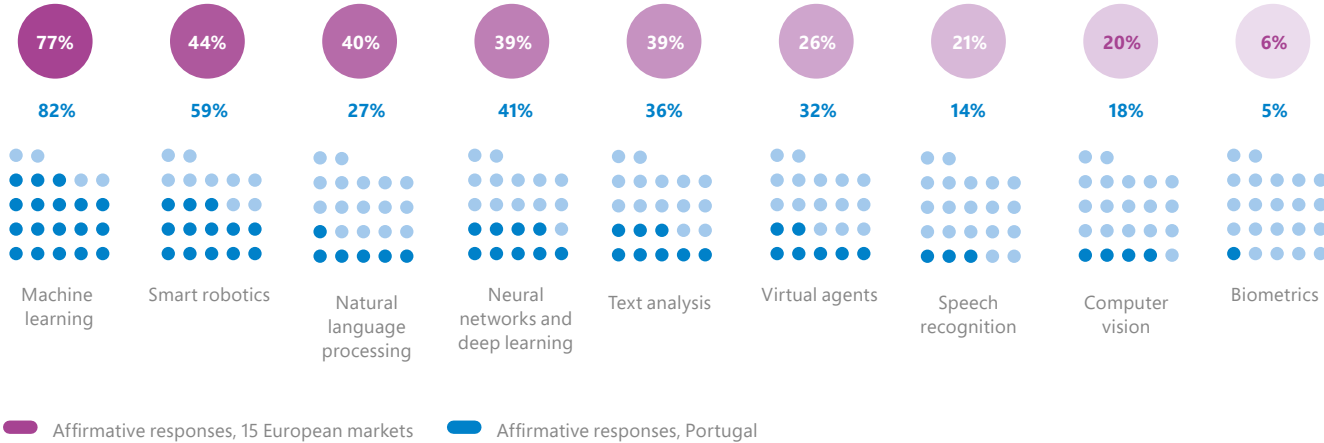 77% 44% 40% 39% 39% 26% 21% 20% 6%
82% 59% 27% 41% 36% 32% 14% 18% 5%
Machine
learning
Smart robotics
Natural
language
processing
Neural
networks and
deep learning
Text analysis
Virtual agents
Speech
recognition
Computer
vision
Biometrics
Affirmative responses, 15 European markets
Affirmative responses, Portugal